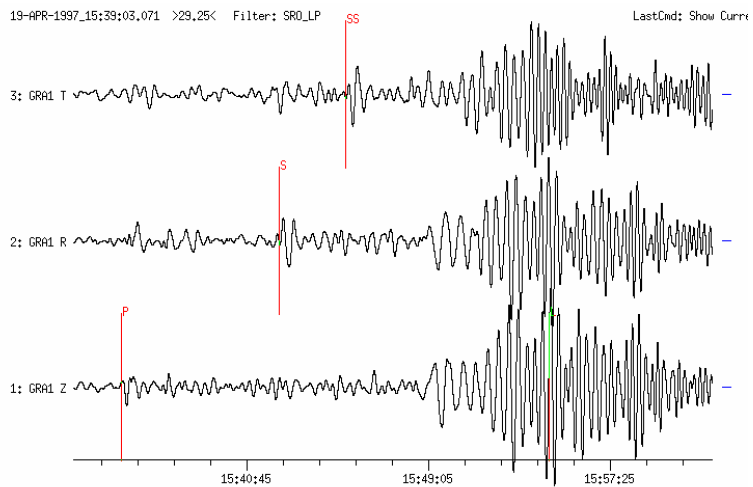 19-APR-1997_15:39:03.071 >29.25< Filter: SRO_LP LastCmd: Show Curre
SS
3: GRA1 T
S
2: GRA1 R
P
1: GRA1 Z
15:40:45 15:49:05 15:57:25